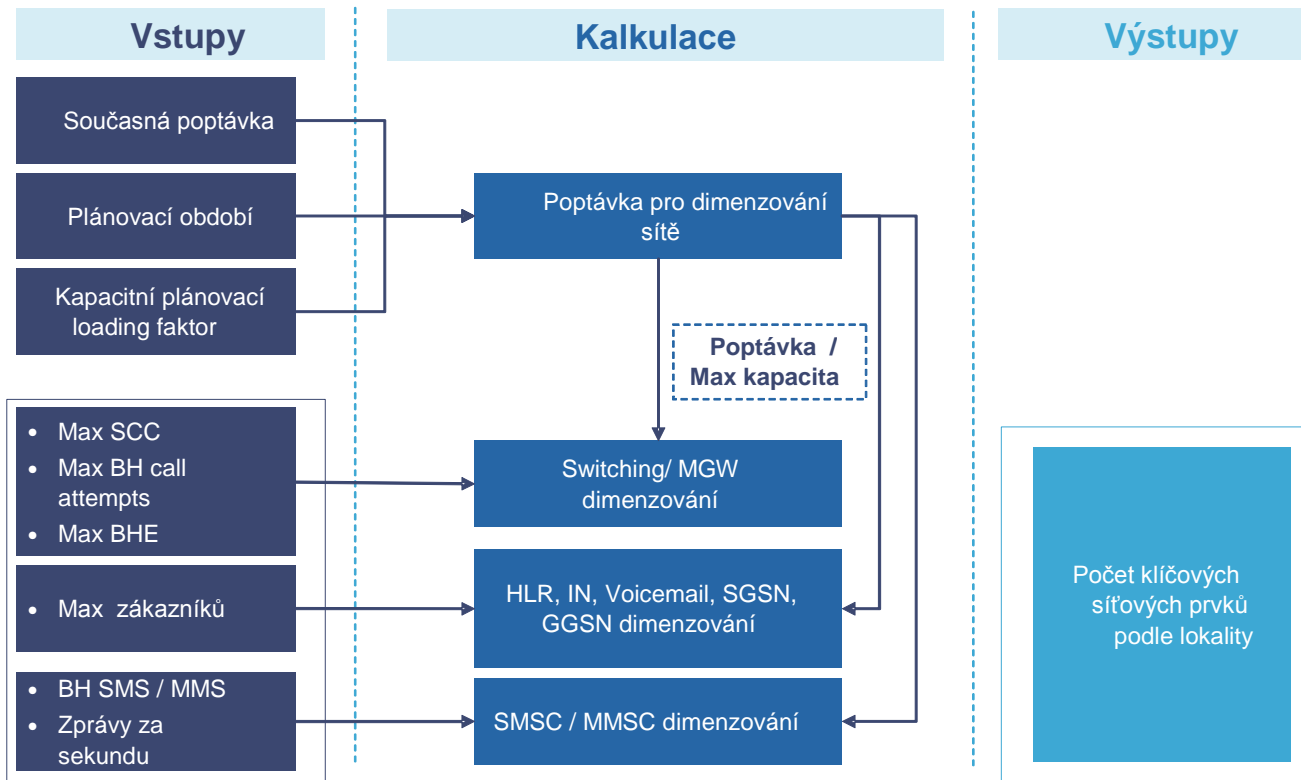 Vstupy
Kalkulace
Výstupy
Současná poptávka
Plánovací období
Kapacitní plánovací
loading faktor
Poptávka pro dimenzování
sítě
Poptávka /
Max kapacita
• Max SCC
• Max BH call
attempts
• Max BHE
Switching/ MGW
dimenzování
• Max zákazníků
HLR, IN, Voicemail, SGSN,
GGSN dimenzování
• BH SMS / MMS
• Zprávy za
sekundu
SMSC / MMSC dimenzování
Počet klíčových
síťových prvků
podle lokality